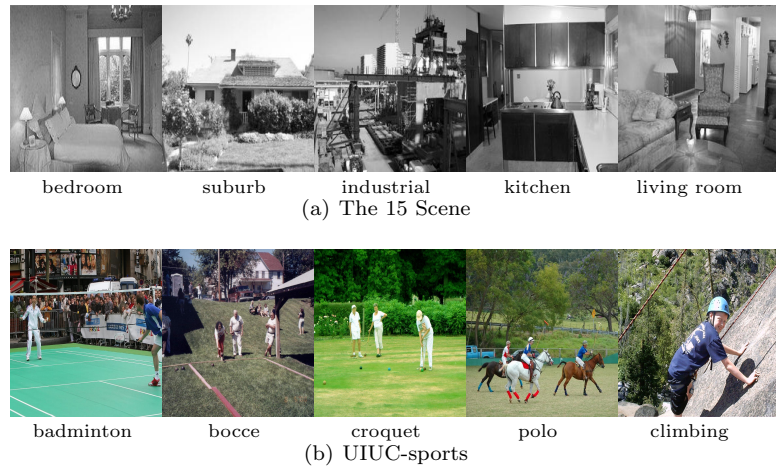 bedroom suburb industrial kitchen living room
(a) The 15 Scene
badminton bocce croquet polo climbing
(b) UIUC-sports